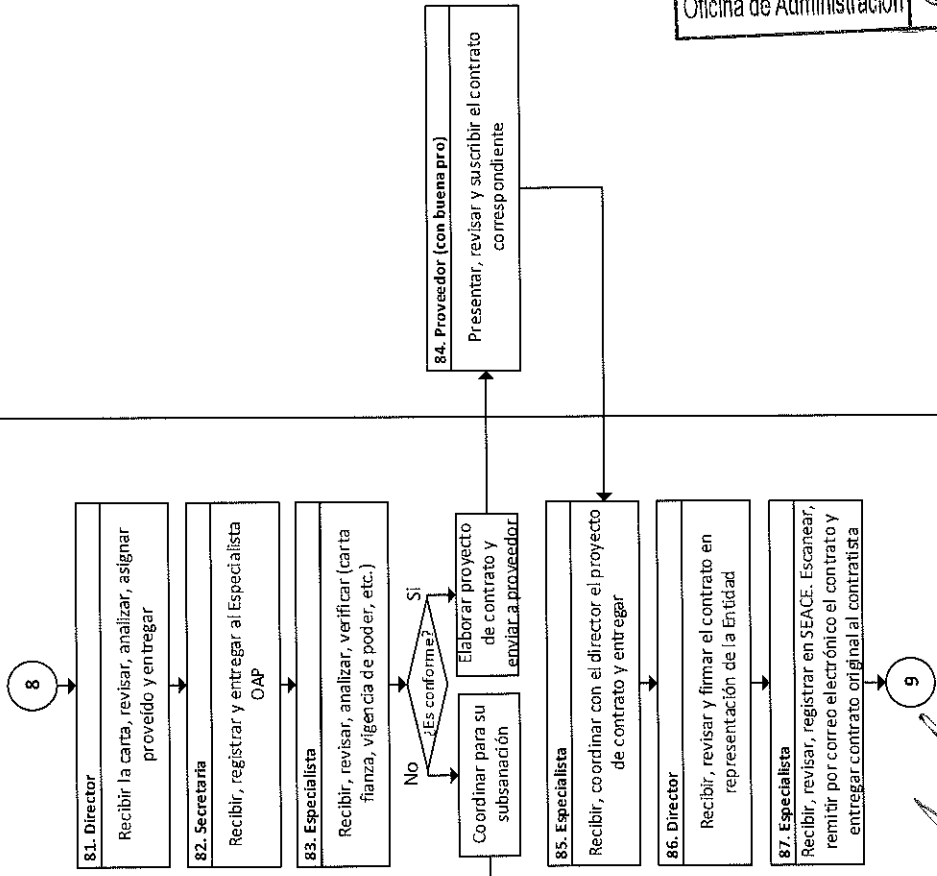 Oficina de Administración
8
81. Director
Recibir la carta, revisar, analizar, asignar
proveído y entregar
82. Secretaria
Recibir, registrar y entregar al Especialista
OAP
83. Especialista
Recibir, revisar, analizar, verificar (carta
fianza, vigencia de poder, etc.)
¿Es conforme?
No
Si
Coordinar para su
subsanación
Elaborar proyecto
de contrato y
enviar a proveedor
84. Proveedor (con buena pro)
Presentar, revisar y suscribir el contrato
correspondiente
85. Especialista
Recibir, coordinar con el director el proyecto
de contrato y entregar
86. Director
Recibir, revisar y firmar el contrato en
representación de la Entidad
87. Especialista
Recibir, revisar, registrar en SEACE. Escanear,
remitir por correo electrónico el contrato y
entregar contrato original al contratista
9